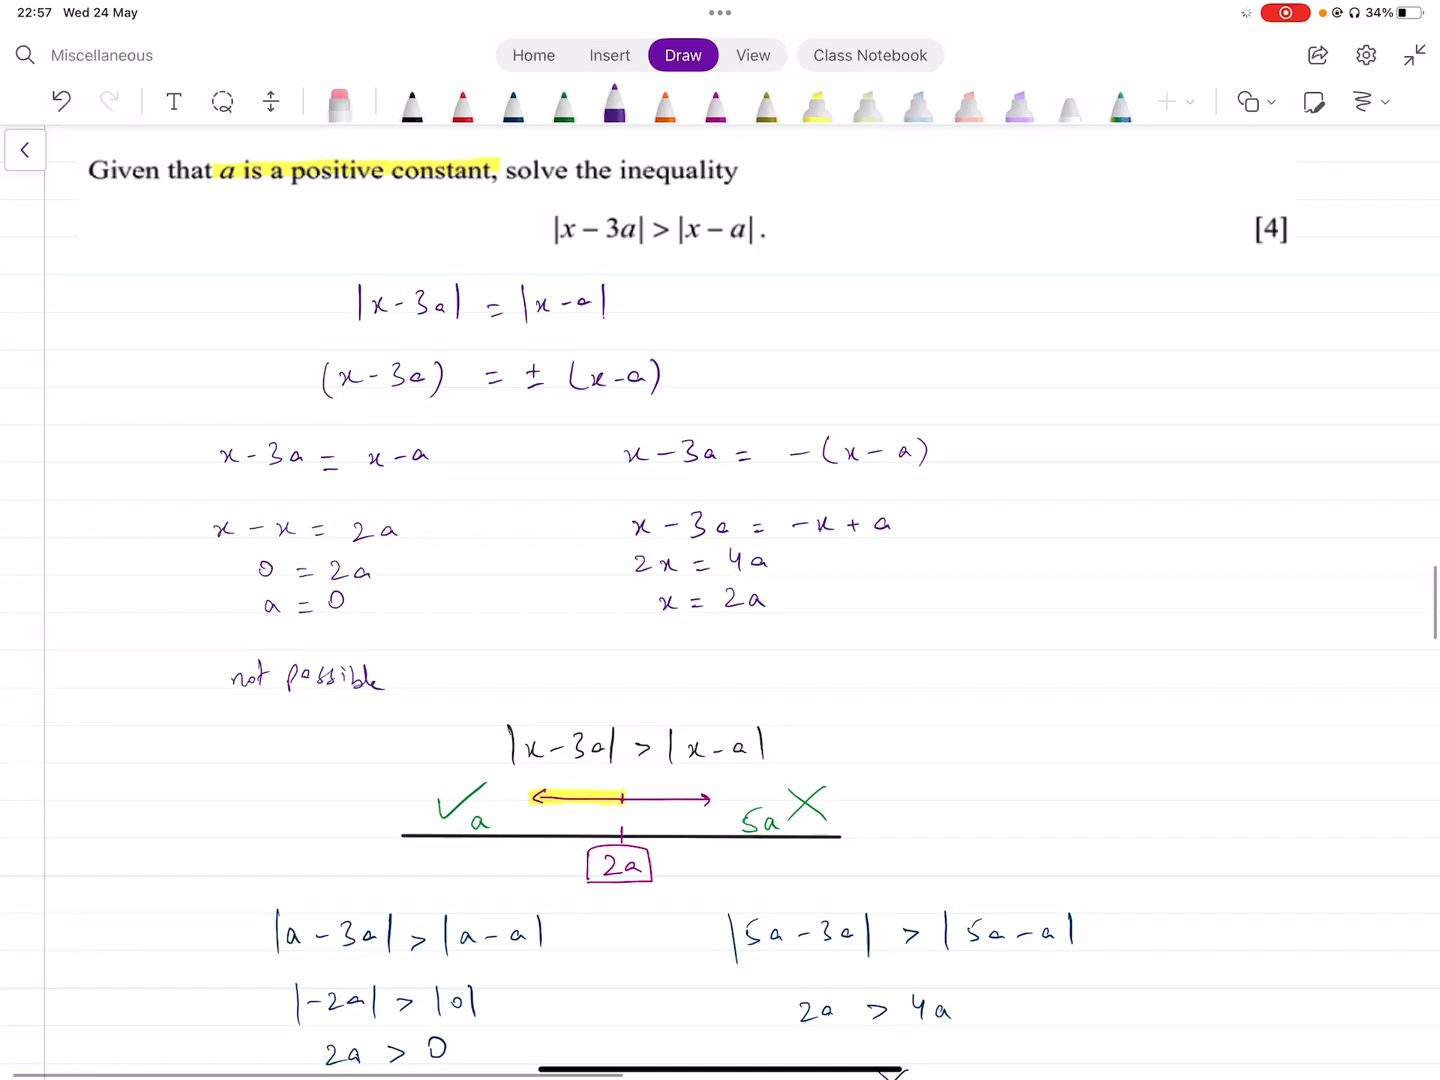 22:57 Wed 24 May
34%
Miscellaneous
Home Insert Draw View Class Notebook
T
Given that a is a positive constant, solve the inequality
|x − 3a| > |x − a|. [4]
|x - 3a| = |x - a|
(x - 3a) = ± (x - a)
x - 3a = x - a
x - 3a = -(x - a)
x - x = 2a
x - 3a = -x + a
0 = 2a
2x = 4a
a = 0
x = 2a
not possible
|x - 3a| > |x - a|
a
5a
2a
|a - 3a| > |a - a|
|5a - 3a| > |5a - a|
|-2a| > |0|
2a > 4a
2a > 0